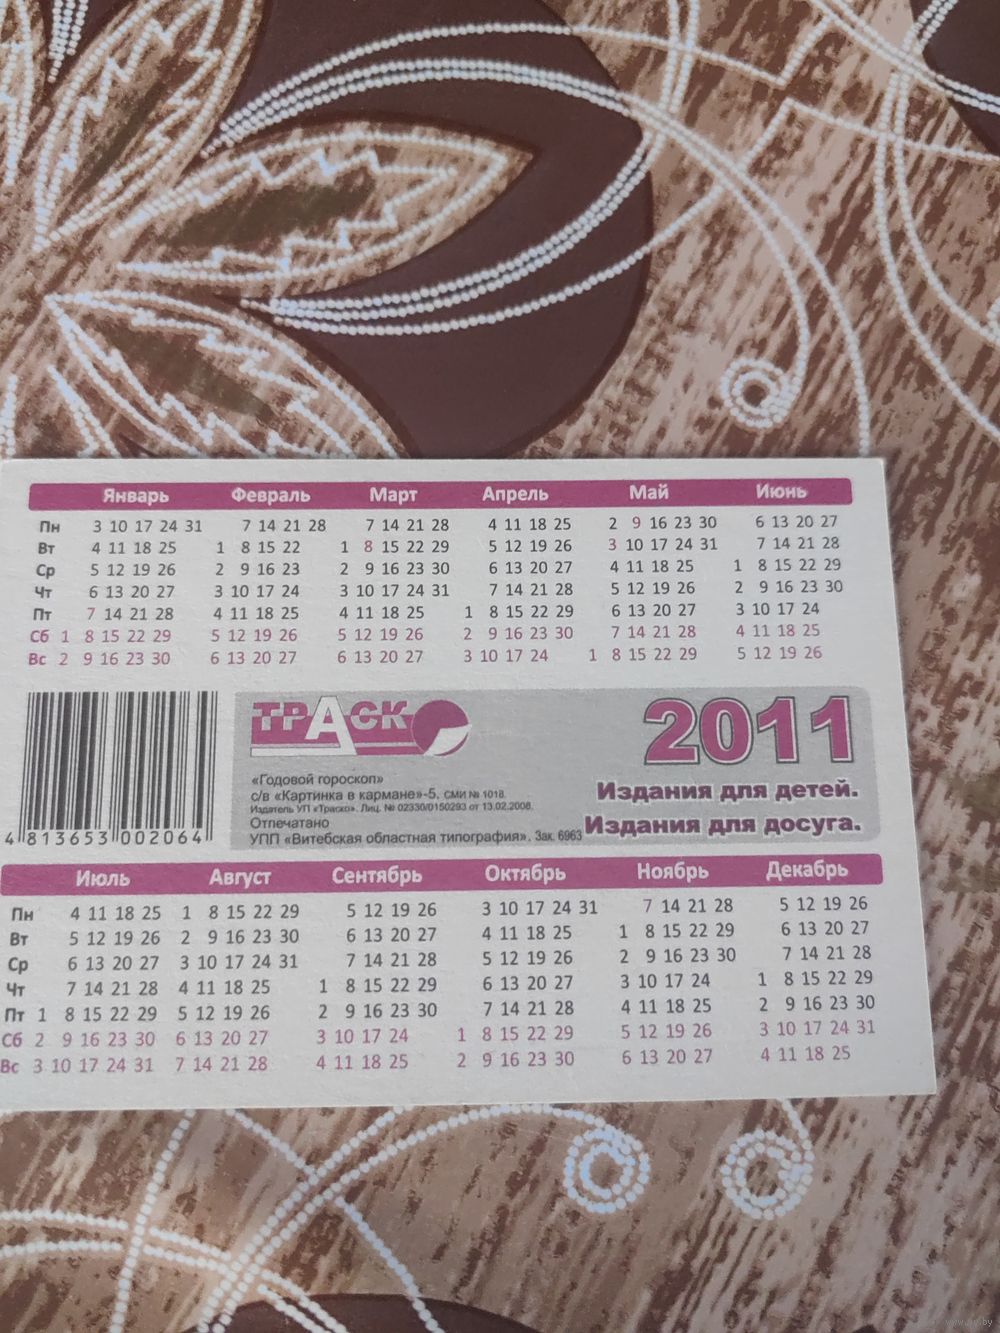 Январь Февраль Март Апрель Май Июнь
Пн 3 10 17 24 31 7 14 21 28 7 14 21 28 4 11 18 25 2 9 16 23 30 6 13 20 27
Вт 4 11 18 25 1 8 15 22 1 8 15 22 29 5 12 19 26 3 10 17 24 31 7 14 21 28
Ср 5 12 19 26 2 9 16 23 2 9 16 23 30 6 13 20 27 4 11 18 25 1 8 15 22 29
Чт 6 13 20 27 3 10 17 24 3 10 17 24 31 7 14 21 28 5 12 19 26 2 9 16 23 30
Пт 7 14 21 28 4 11 18 25 4 11 18 25 1 8 15 22 29 6 13 20 27 3 10 17 24
Сб 1 8 15 22 29 5 12 19 26 5 12 19 26 2 9 16 23 30 7 14 21 28 4 11 18 25
Вс 2 9 16 23 30 6 13 20 27 6 13 20 27 3 10 17 24 1 8 15 22 29 5 12 19 26
4 813653 002064
ТРАСКО
«Годовой гороскоп»
с/в «Картинка в кармане»-5. СМИ № 1018.
Издатель УП «Траско». Лиц. № 02330/0150293 от 13.02.2008.
Отпечатано
УПП «Витебская областная типография». Зак. 6963
2011
Издания для детей.
Издания для досуга.
Июль Август Сентябрь Октябрь Ноябрь Декабрь
Пн 4 11 18 25 1 8 15 22 29 5 12 19 26 3 10 17 24 31 7 14 21 28 5 12 19 26
Вт 5 12 19 26 2 9 16 23 30 6 13 20 27 4 11 18 25 1 8 15 22 29 6 13 20 27
Ср 6 13 20 27 3 10 17 24 31 7 14 21 28 5 12 19 26 2 9 16 23 30 7 14 21 28
Чт 7 14 21 28 4 11 18 25 1 8 15 22 29 6 13 20 27 3 10 17 24 1 8 15 22 29
Пт 1 8 15 22 29 5 12 19 26 2 9 16 23 30 7 14 21 28 4 11 18 25 2 9 16 23 30
Сб 2 9 16 23 30 6 13 20 27 3 10 17 24 1 8 15 22 29 5 12 19 26 3 10 17 24 31
Вс 3 10 17 24 31 7 14 21 28 4 11 18 25 2 9 16 23 30 6 13 20 27 4 11 18 25